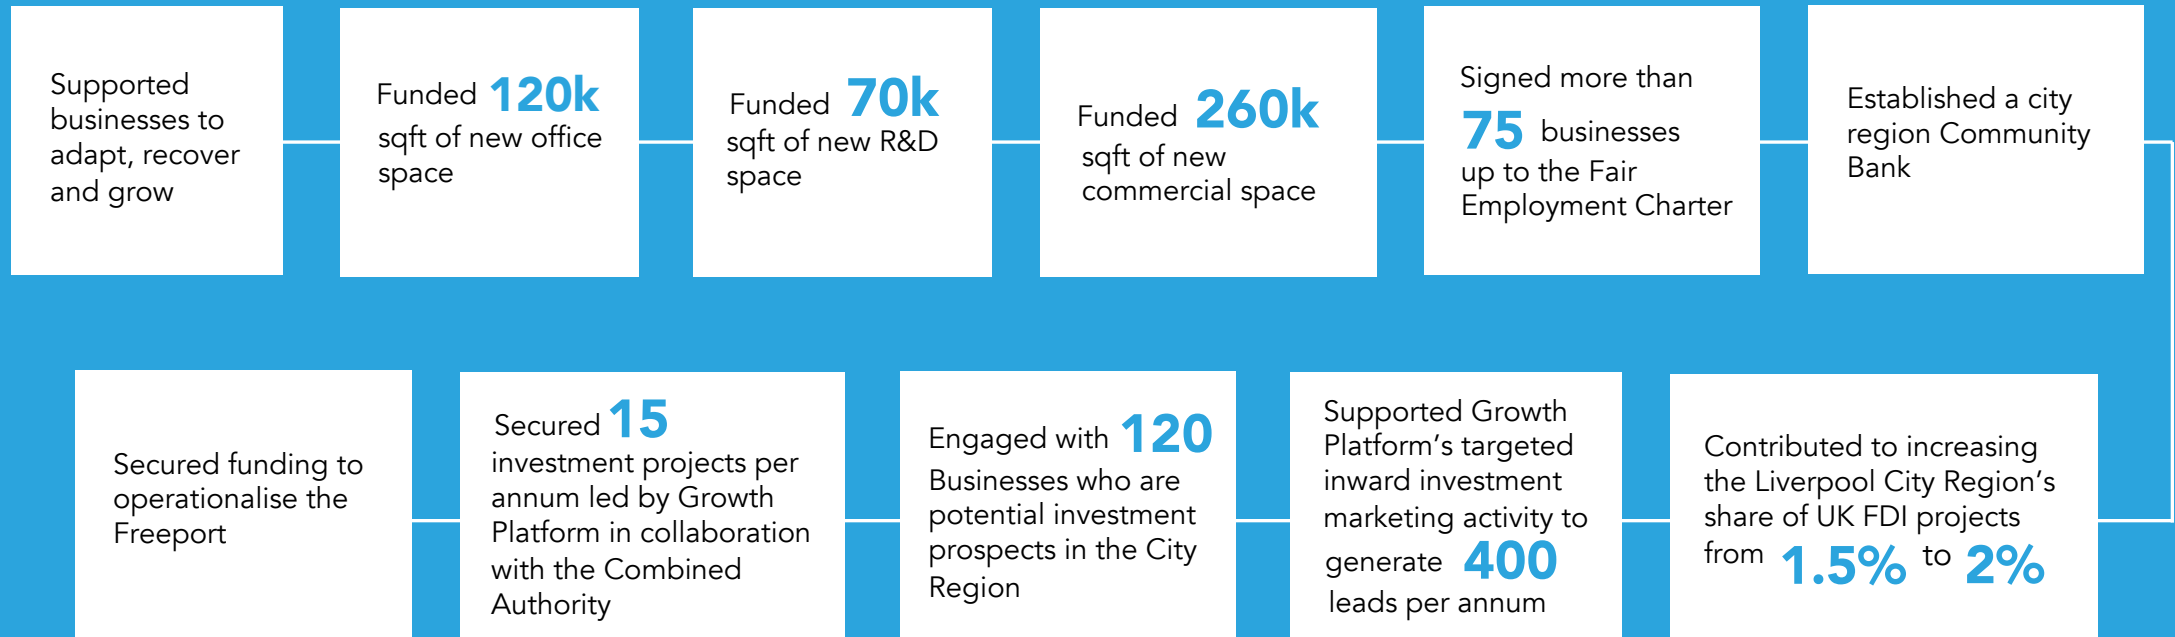 Supported
businesses to
adapt, recover
and grow
Funded 120k
sqft of new office
space
Funded 70k
sqft of new R&D
space
Funded 260k
sqft of new
commercial space
Signed more than
75 businesses
up to the Fair
Employment Charter
Established a city
region Community
Bank
Secured funding to
operationalise the
Freeport
Secured 15
investment projects per
annum led by Growth
Platform in collaboration
with the Combined
Authority
Engaged with 120
Businesses who are
potential investment
prospects in the City
Region
Supported Growth
Platform's targeted
inward investment
marketing activity to
generate 400
leads per annum
Contributed to increasing
the Liverpool City Region's
share of UK FDI projects
from 1.5% to 2%